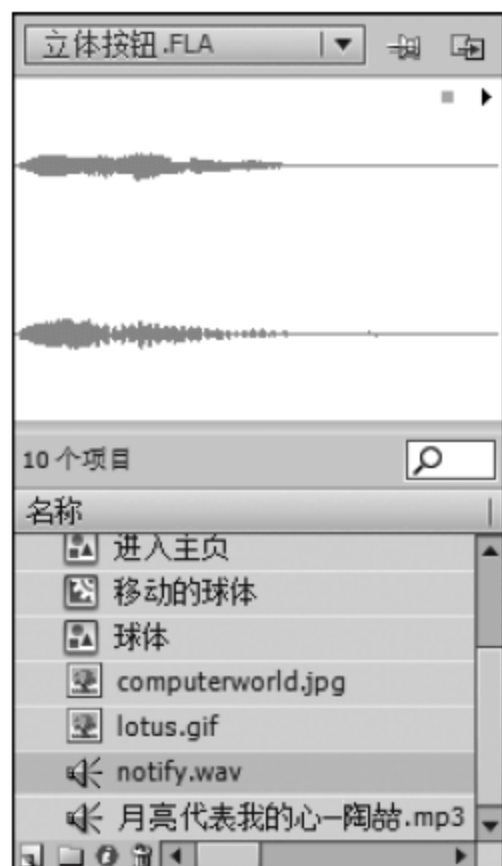 立体按钮.FLA
10 个项目
名称
进入主页
移动的球体
球体
computerworld.jpg
lotus.gif
notify.wav
月亮代表我的心—陶喆.mp3